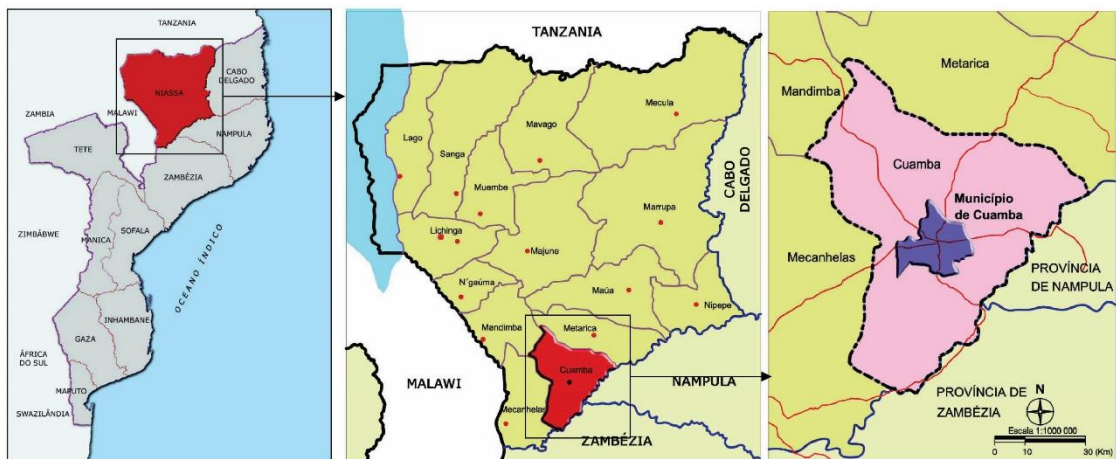 TANZANIA
NIASSA
CABO
DELGADO
ZAMBIA
MALAWI
NAMPULA
TETE
ZAMBÉZIA
ZIMBÁBWE
MANICA
SOFALA
OCEANO ÍNDICO
INHAMBANE
GAZA
ÁFRICA
DO SUL
MAPUTO
SWAZILÂNDIA
TANZANIA
Mecula
Lago
Sanga
Mavago
Muembe
CABO
DELGADO
Marrupa
Lichinga
Majune
N'gaúma
Maúa
Nipepe
Mandimba
Metarica
Cuamba
MALAWI
NAMPULA
Mecanhelas
ZAMBÉZIA
Metarica
Mandimba
Cuamba
Município
de Cuamba
Mecanhelas
PROVÍNCIA
DE NAMPULA
PROVÍNCIA DE
ZAMBÉZIA
N
Escala 1:1000 000
0 10 30 (Km)